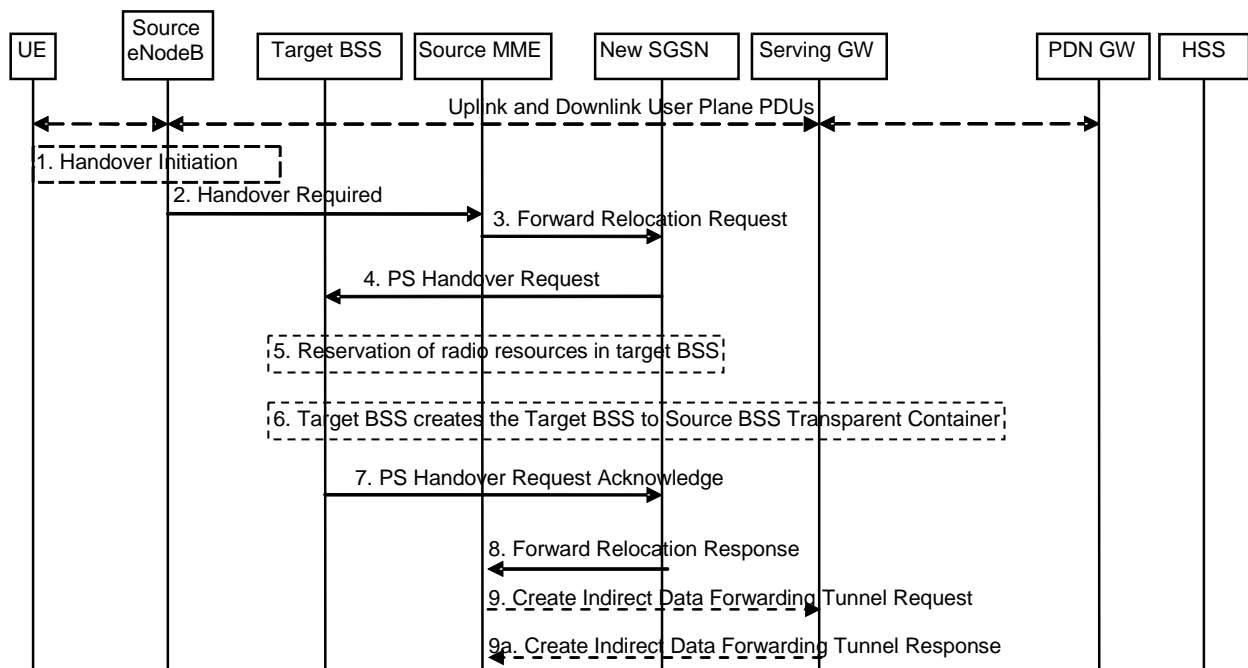 UE
Source
eNodeB
Target BSS
Source MME
New SGSN
Serving GW
PDN GW
HSS
Uplink and Downlink User Plane PDUs
1. Handover Initiation
2. Handover Required
3. Forward Relocation Request
4. PS Handover Request
5. Reservation of radio resources in target BSS
6. Target BSS creates the Target BSS to Source BSS Transparent Container
7. PS Handover Request Acknowledge
8. Forward Relocation Response
9. Create Indirect Data Forwarding Tunnel Request
9a. Create Indirect Data Forwarding Tunnel Response